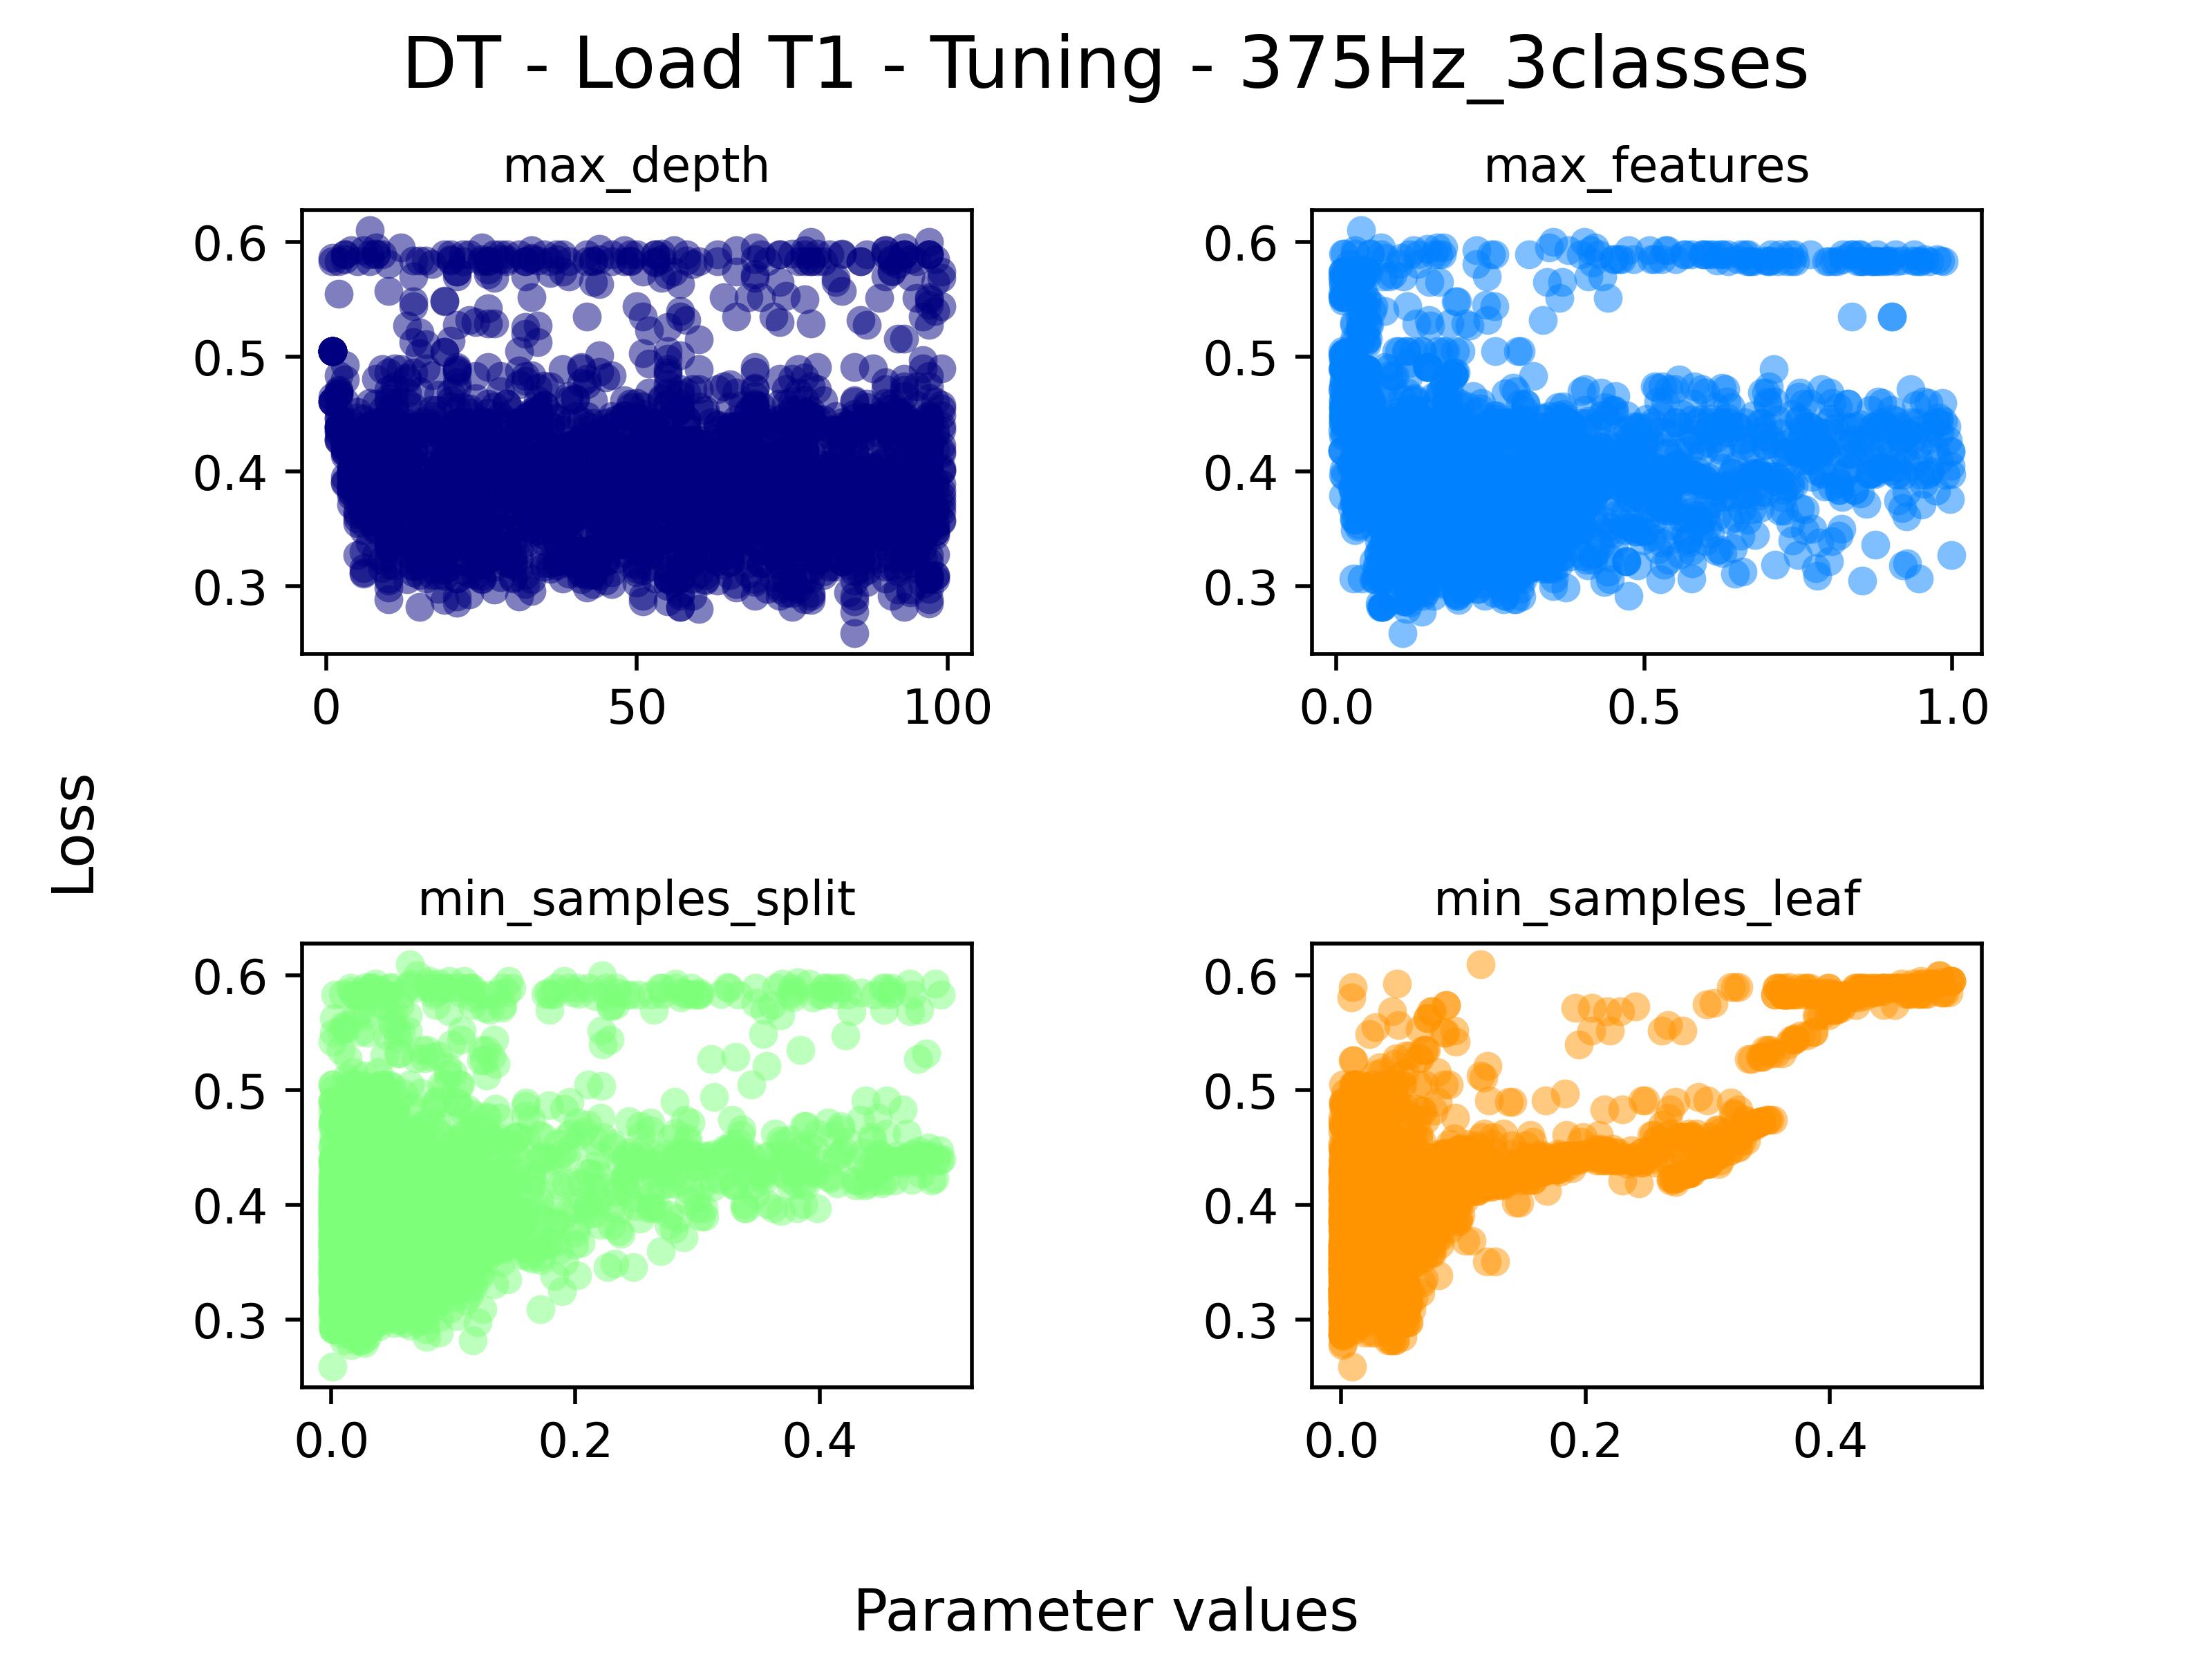 DT - Load T1 - Tuning - 375Hz_3classes
max_depth
0.6
0.5
0.4
0.3
0 50 100
max_features
0.6
0.5
0.4
0.3
0.0 0.5 1.0
Loss
min_samples_split
0.6
0.5
0.4
0.3
0.0 0.2 0.4
min_samples_leaf
0.6
0.5
0.4
0.3
0.0 0.2 0.4
Parameter values